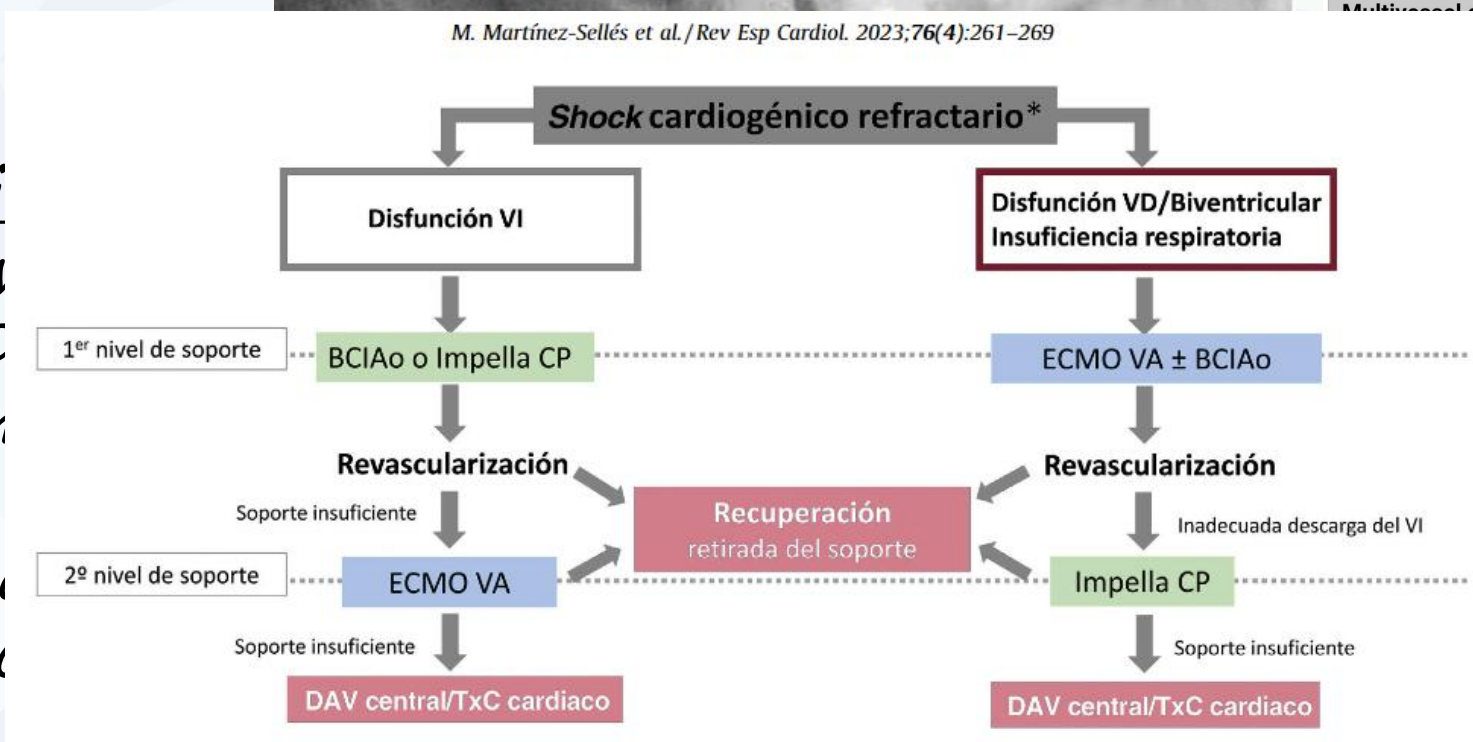 M. Martínez-Sellés et al. / Rev Esp Cardiol. 2023;76(4):261–269
Shock cardiogénico refractario*
Disfunción VI
Disfunción VD/Biventricular
Insuficiencia respiratoria
1er nivel de soporte
BCIAo o Impella CP
ECMO VA ± BCIAo
Revascularización
Revascularización
Recuperación
retirada del soporte
Soporte insuficiente
Inadecuada descarga del VI
2º nivel de soporte
ECMO VA
Impella CP
Soporte insuficiente
Soporte insuficiente
DAV central/TxC cardiaco
DAV central/TxC cardiaco